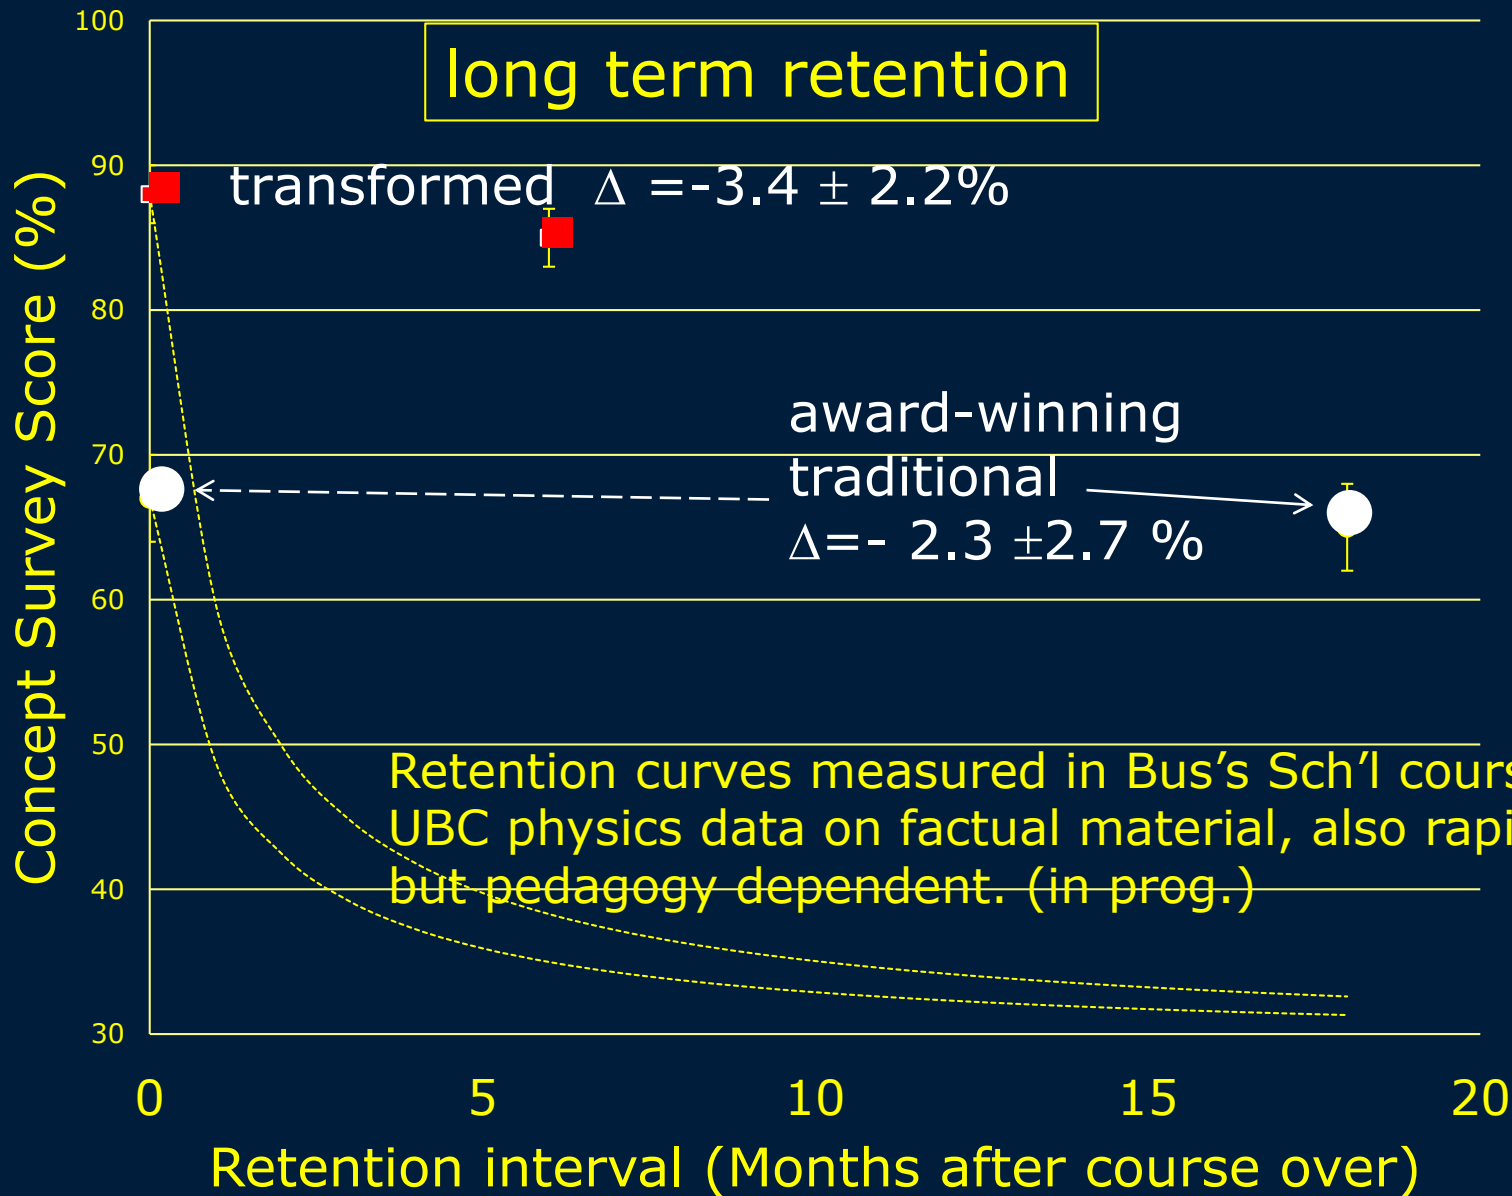 long term retention
100
90
80
70
60
50
40
30
Concept Survey Score (%)
transformed Δ =-3.4 ± 2.2%
award-winning
traditional
Δ=- 2.3 ±2.7 %
Retention curves measured in Bus’s Sch’l
UBC physics data on factual material, also
but pedagogy dependent. (in prog.)
0 5 10 15 20
Retention interval (Months after course over)